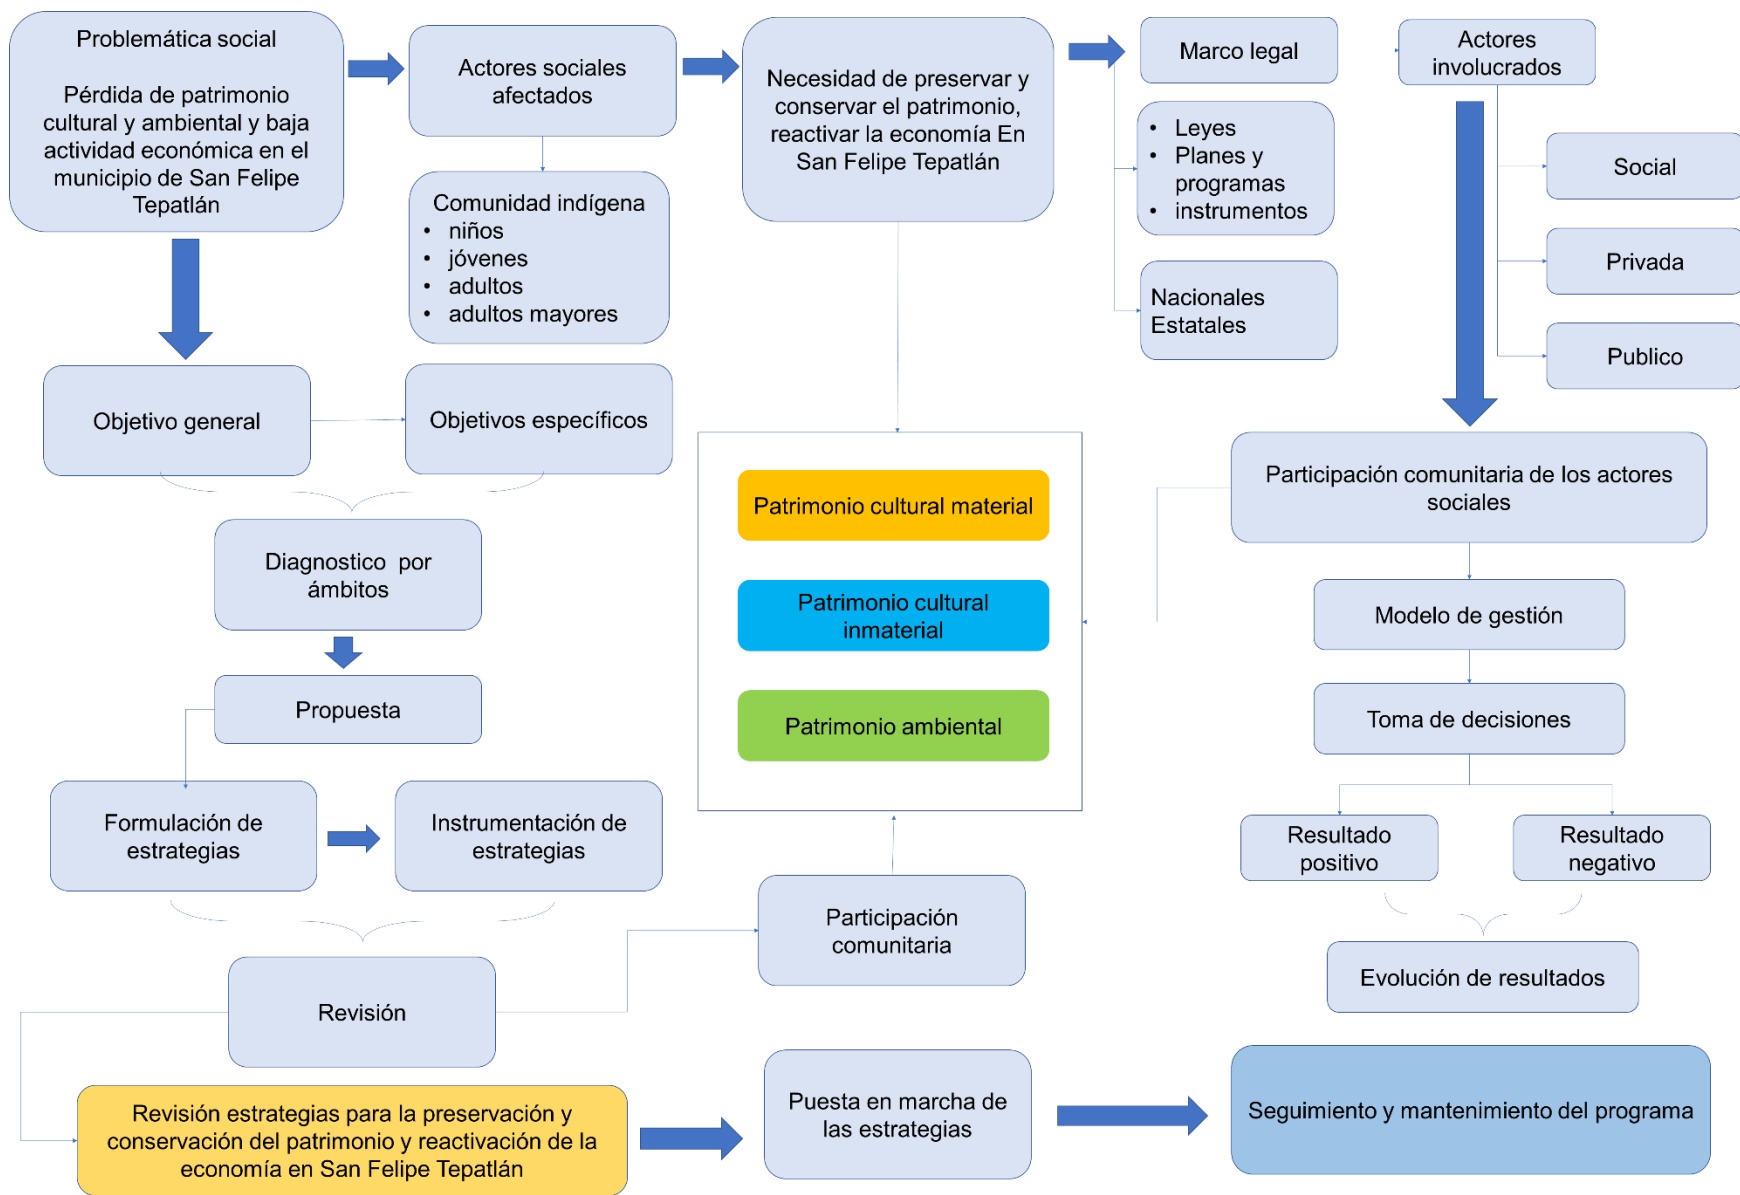 Problemática social
Pérdida de patrimonio
cultural y ambiental y baja
actividad económica en el
municipio de San Felipe
Tepatlán
Actores sociales
afectados
Necesidad de preservar y
conservar el patrimonio,
reactivar la economía En
San Felipe Tepatlán
Marco legal
Actores
involucrados
• Leyes
• Planes y
programas
• instrumentos
Nacionales
Estatales
Social
Privada
Publico
Comunidad indígena
• niños
• jóvenes
• adultos
• adultos mayores
Objetivo general
Objetivos específicos
Diagnostico por
ámbitos
Propuesta
Formulación de
estrategias
Instrumentación de
estrategias
Revisión
Patrimonio cultural material
Patrimonio cultural
inmaterial
Patrimonio ambiental
Participación
comunitaria
Participación comunitaria de los actores
sociales
Modelo de gestión
Toma de decisiones
Resultado
positivo
Resultado
negativo
Evolución de resultados
Revisión estrategias para la preservación y
conservación del patrimonio y reactivación de la
economía en San Felipe Tepatlán
Puesta en marcha de
las estrategias
Seguimiento y mantenimiento del programa